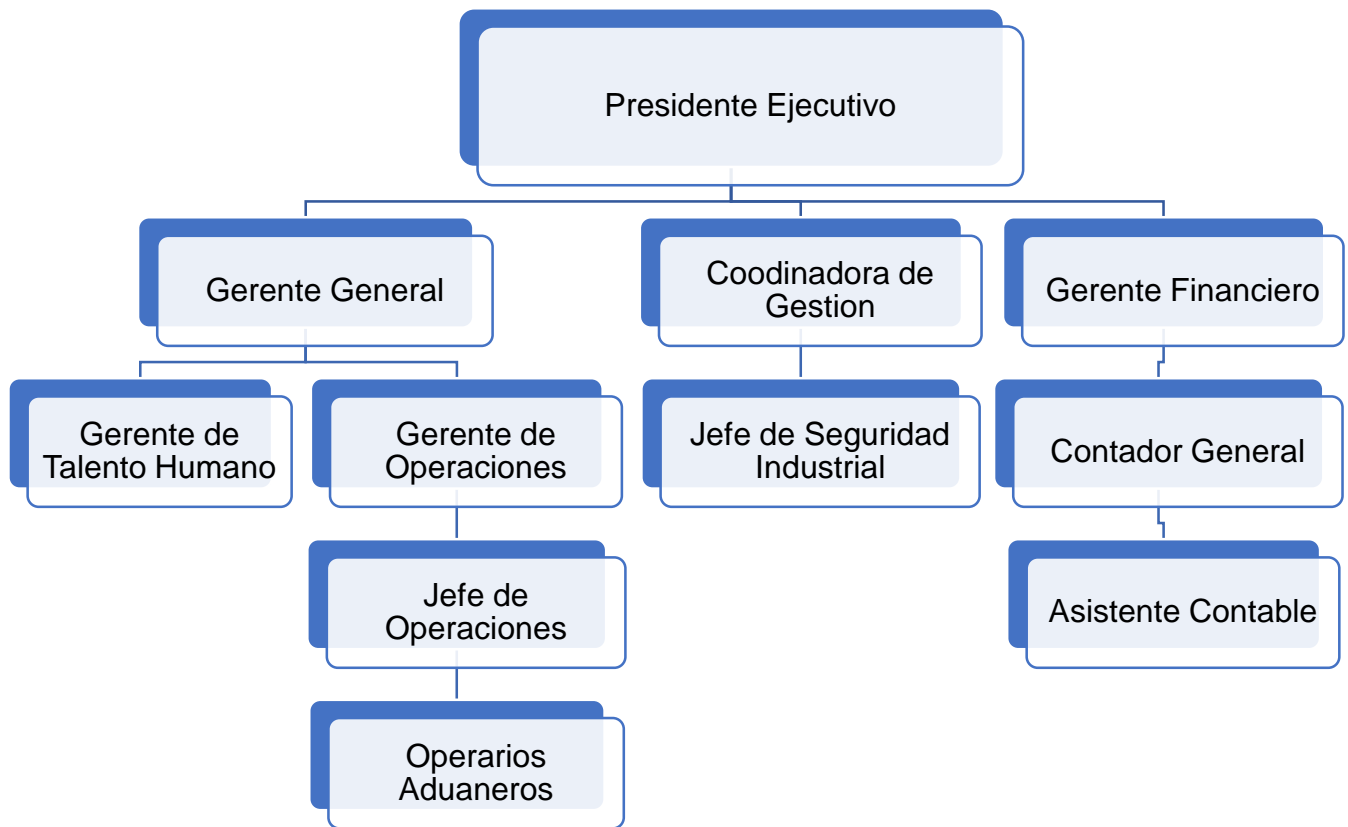 Presidente Ejecutivo
Gerente General
Coodinadora de
Gestion
Gerente Financiero
Gerente de
Talento Humano
Gerente de
Operaciones
Jefe de Seguridad
Industrial
Contador General
Jefe de
Operaciones
Asistente Contable
Operarios
Aduaneros